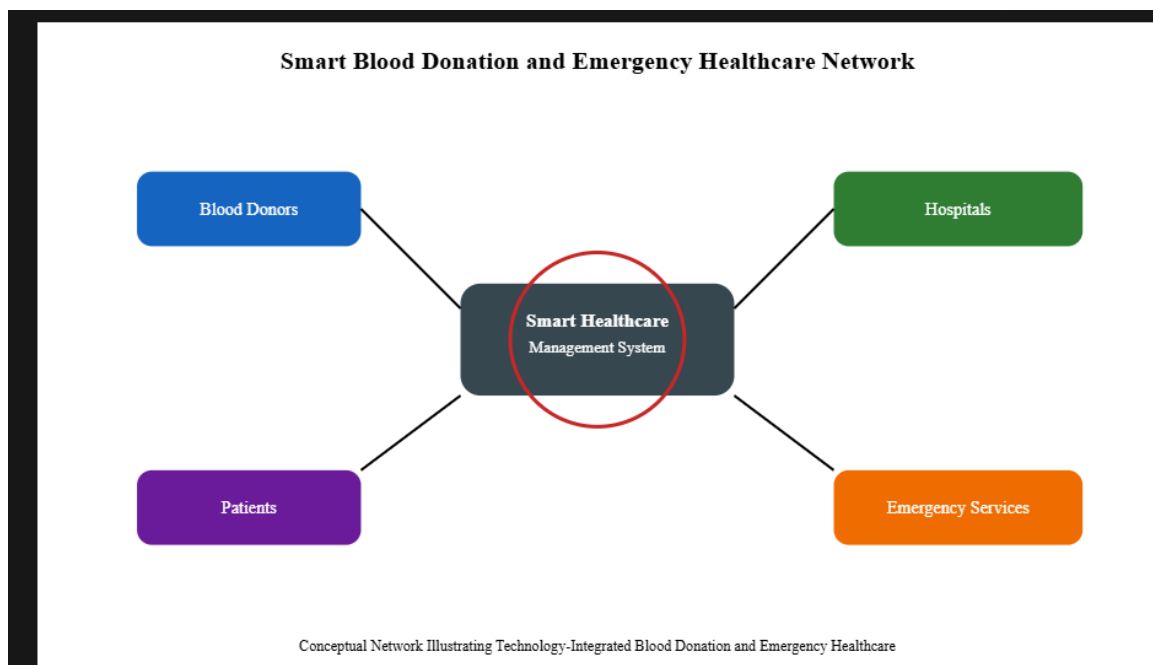 Smart Blood Donation and Emergency Healthcare Network
Blood Donors
Hospitals
Smart Healthcare
Management System
Patients
Emergency Services
Conceptual Network Illustrating Technology-Integrated Blood Donation and Emergency Healthcare